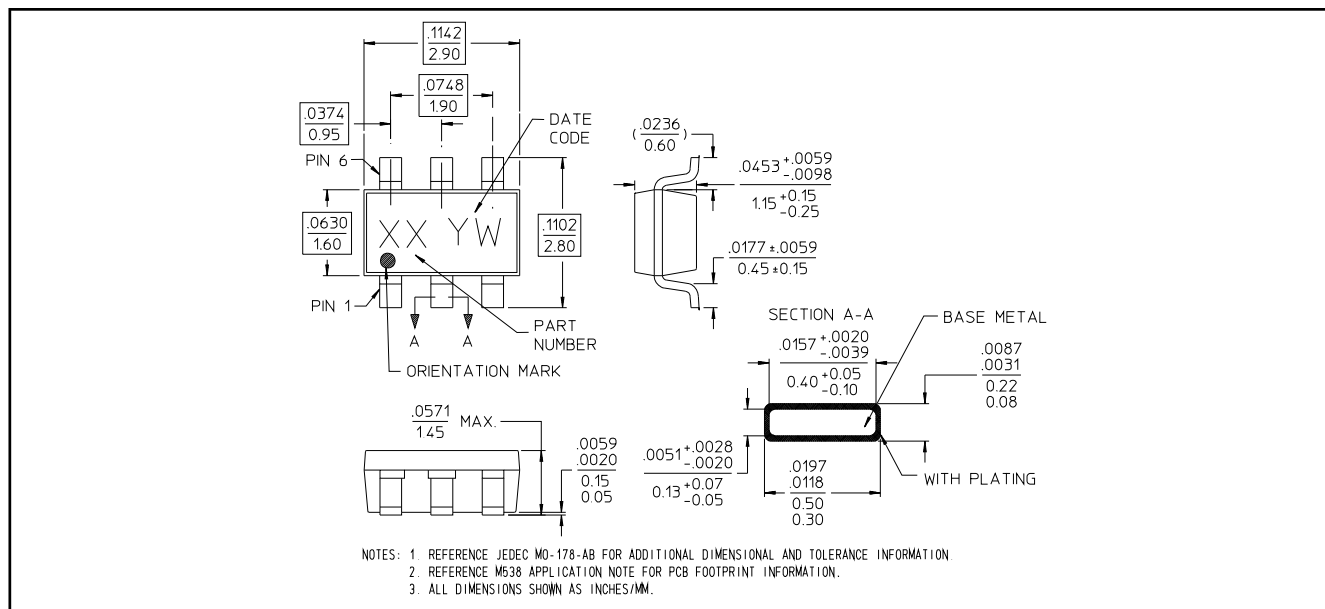 .1142
2.90
.0748
1.90
.0374
0.95
DATE
CODE
PIN 6
.0630
1.60
XX YW
.1102
2.80
PIN 1
A A
PART
NUMBER
ORIENTATION MARK
(.0236
0.60)
.0453 +.0059
-.0098
1.15 +0.15
-0.25
.0177 ±.0059
0.45 ±0.15
SECTION A-A
BASE METAL
.0157 +.0020
-.0039
0.40 +0.05
-0.10
.0087
.0031
0.22
0.08
.0571
1.45 MAX.
.0059
.0020
0.15
0.05
.0051 +.0028
-.0020
0.13 +0.07
-0.05
WITH PLATING
.0197
.0118
0.50
0.30
NOTES: 1. REFERENCE JEDEC MO-178-AB FOR ADDITIONAL DIMENSIONAL AND TOLERANCE INFORMATION.
2. REFERENCE M538 APPLICATION NOTE FOR PCB FOOTPRINT INFORMATION.
3. ALL DIMENSIONS SHOWN AS INCHES/MM.